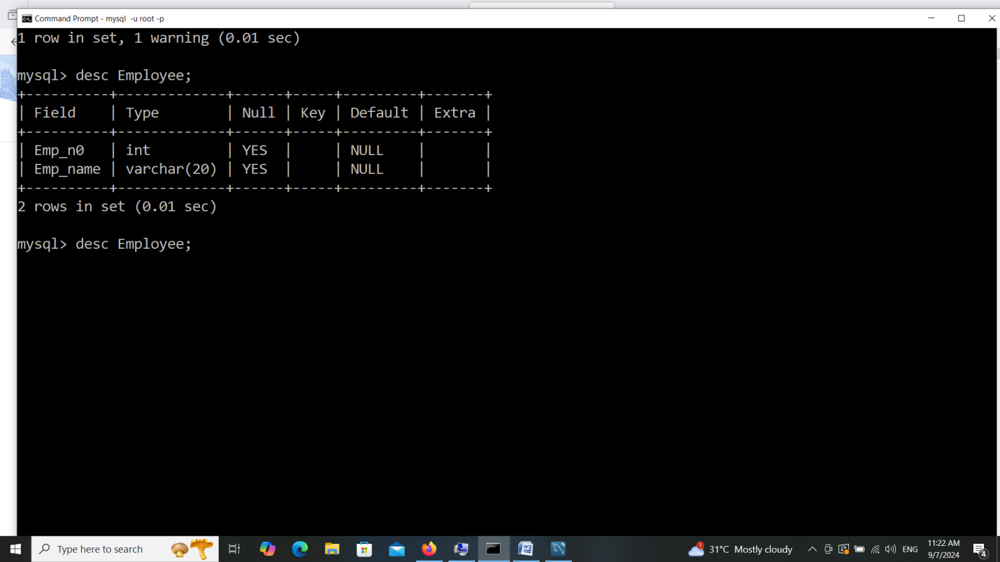 Command Prompt - mysql  -u root -p
1 row in set, 1 warning (0.01 sec)
mysql> desc Employee;
+----------+-------------+------+-----+---------+-------+
| Field    | Type        | Null | Key | Default | Extra |
+----------+-------------+------+-----+---------+-------+
| Emp_n0   | int         | YES  |     | NULL    |       |
| Emp_name | varchar(20) | YES  |     | NULL    |       |
+----------+-------------+------+-----+---------+-------+
2 rows in set (0.01 sec)
mysql> desc Employee;
Type here to search
1
31°C Mostly cloudy
ENG
11:22 AM
9/7/2024
4